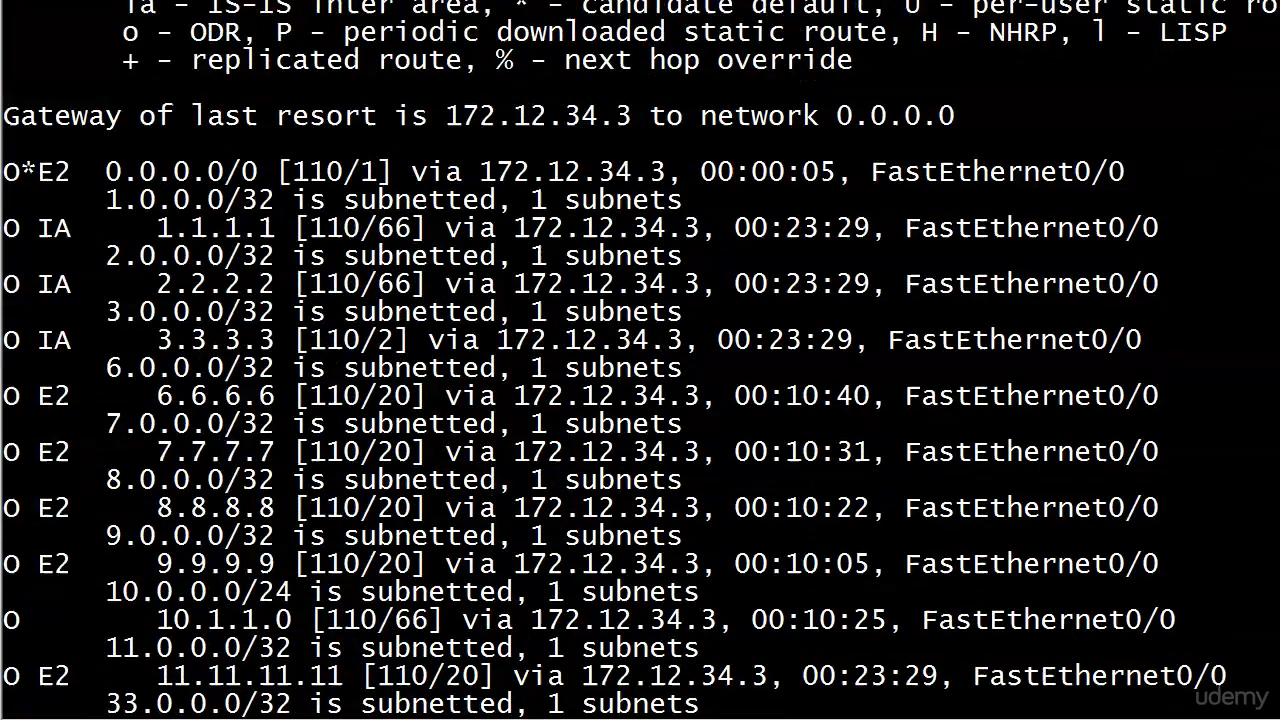 ia - IS-IS inter area, * - candidate default, U - per-user static ro
o - ODR, P - periodic downloaded static route, H - NHRP, l - LISP
+ - replicated route, % - next hop override
Gateway of last resort is 172.12.34.3 to network 0.0.0.0
O*E2  0.0.0.0/0 [110/1] via 172.12.34.3, 00:00:05, FastEthernet0/0
      1.0.0.0/32 is subnetted, 1 subnets
O IA     1.1.1.1 [110/66] via 172.12.34.3, 00:23:29, FastEthernet0/0
      2.0.0.0/32 is subnetted, 1 subnets
O IA     2.2.2.2 [110/66] via 172.12.34.3, 00:23:29, FastEthernet0/0
      3.0.0.0/32 is subnetted, 1 subnets
O IA     3.3.3.3 [110/2] via 172.12.34.3, 00:23:29, FastEthernet0/0
      6.0.0.0/32 is subnetted, 1 subnets
O E2     6.6.6.6 [110/20] via 172.12.34.3, 00:10:40, FastEthernet0/0
      7.0.0.0/32 is subnetted, 1 subnets
O E2     7.7.7.7 [110/20] via 172.12.34.3, 00:10:31, FastEthernet0/0
      8.0.0.0/32 is subnetted, 1 subnets
O E2     8.8.8.8 [110/20] via 172.12.34.3, 00:10:22, FastEthernet0/0
      9.0.0.0/32 is subnetted, 1 subnets
O E2     9.9.9.9 [110/20] via 172.12.34.3, 00:10:05, FastEthernet0/0
      10.0.0.0/24 is subnetted, 1 subnets
O        10.1.1.0 [110/66] via 172.12.34.3, 00:10:25, FastEthernet0/0
      11.0.0.0/32 is subnetted, 1 subnets
O E2     11.11.11.11 [110/20] via 172.12.34.3, 00:23:29, FastEthernet0/0
      33.0.0.0/32 is subnetted, 1 subnets
udemy